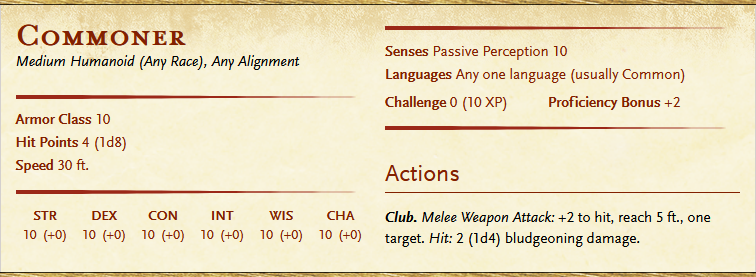 Commoner
Medium Humanoid (Any Race), Any Alignment
Armor Class 10
Hit Points 4 (1d8)
Speed 30 ft.
STR DEX CON INT WIS CHA
10 (+0) 10 (+0) 10 (+0) 10 (+0) 10 (+0) 10 (+0)
Senses Passive Perception 10
Languages Any one language (usually Common)
Challenge 0 (10 XP) Proficiency Bonus +2
Actions
Club. Melee Weapon Attack: +2 to hit, reach 5 ft., one
target. Hit: 2 (1d4) bludgeoning damage.